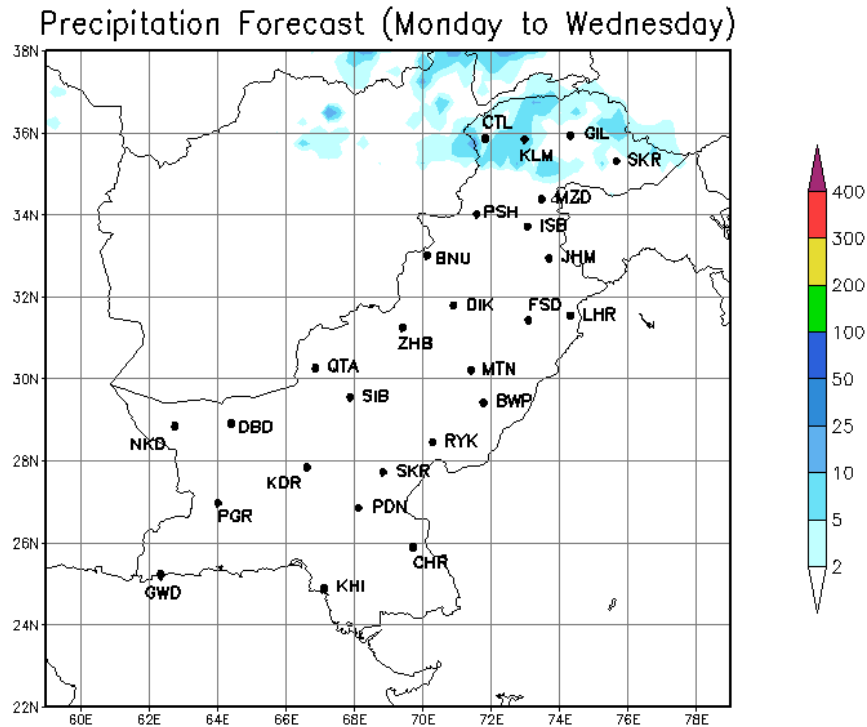 Precipitation Forecast (Monday to Wednesday)
38N
36N
34N
32N
30N
28N
26N
24N
22N
60E 62E 64E 66E 68E 70E 72E 74E 76E 78E
CTL
GIL
KLM
SKR
MZD
PSH
ISB
BNU
JHM
DIK
FSD
LHR
ZHB
QTA
MTN
SIB
BWP
DBD
NKD
RYK
KDR
SKR
PGR
PDN
CHR
GWD
KHI
400
300
200
100
50
25
10
5
2